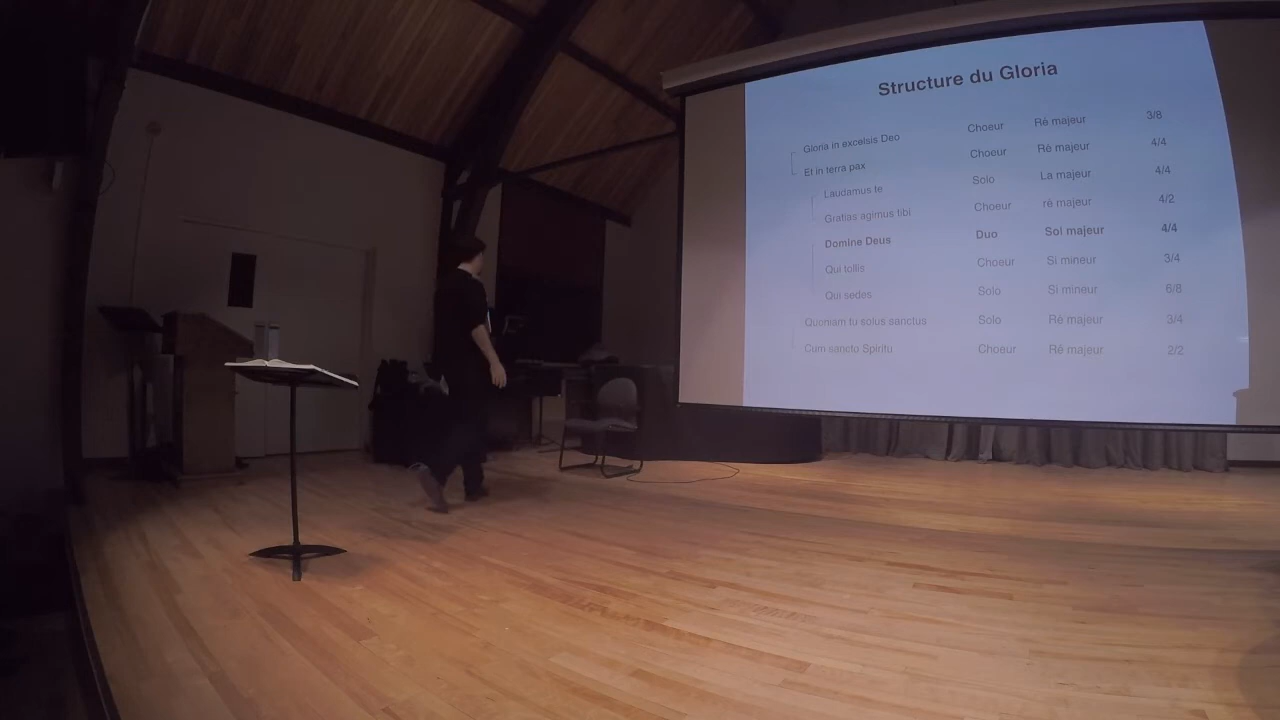 Structure du Gloria
Gloria in excelsis Deo Choeur Ré majeur 3/8
Et in terra pax Choeur Ré majeur 4/4
Laudamus te Solo La majeur 4/4
Gratias agimus tibi Choeur ré majeur 4/2
Domine Deus Duo Sol majeur 4/4
Qui tollis Choeur Si mineur 3/4
Qui sedes Solo Si mineur 6/8
Quoniam tu solus sanctus Solo Ré majeur 3/4
Cum sancto Spiritu Choeur Ré majeur 2/2